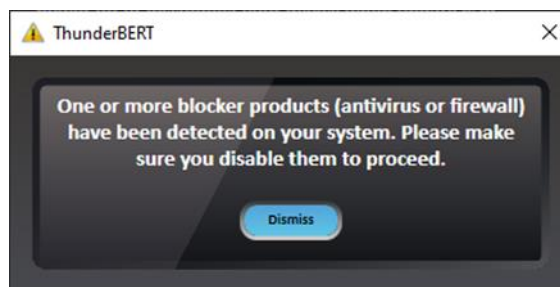 ThunderBERT
One or more blocker products (antivirus or firewall)
have been detected on your system. Please make
sure you disable them to proceed.
Dismiss